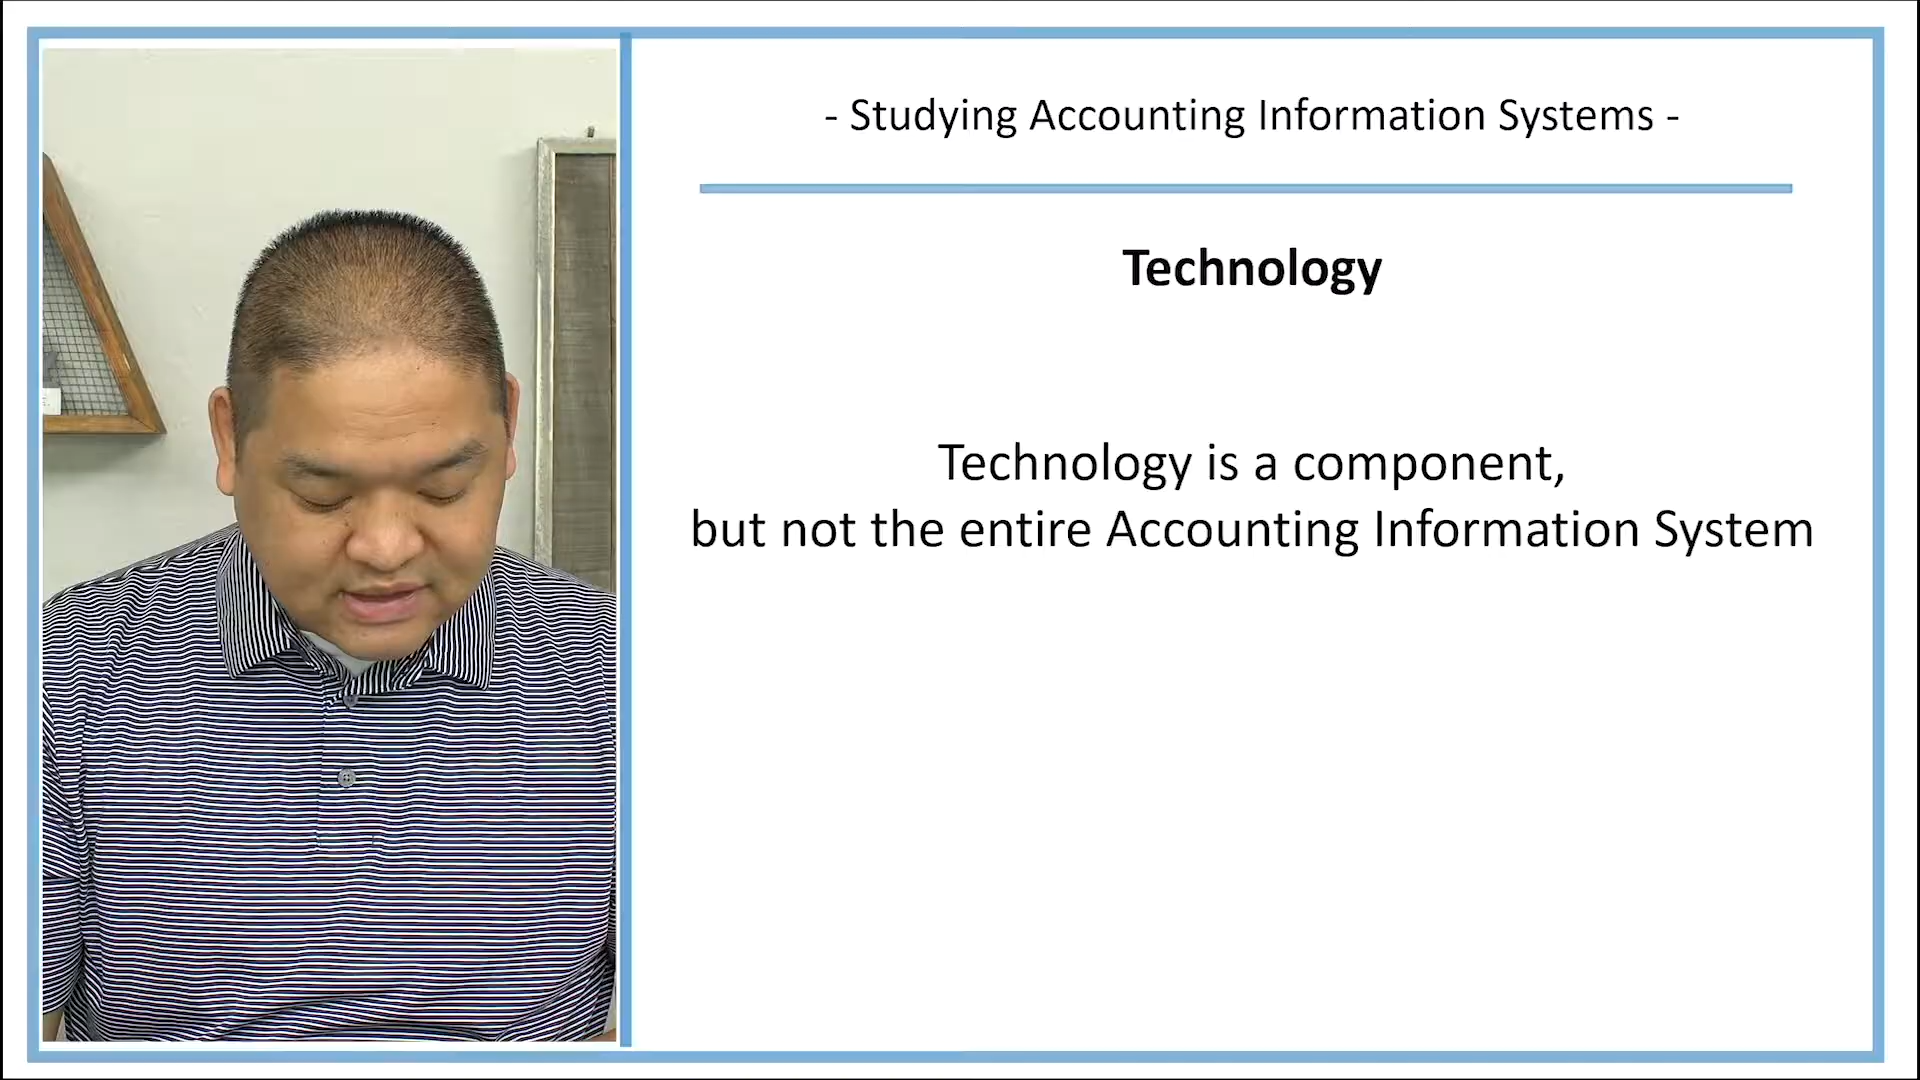 - Studying Accounting Information Systems -
Technology
Technology is a component,
but not the entire Accounting Information System